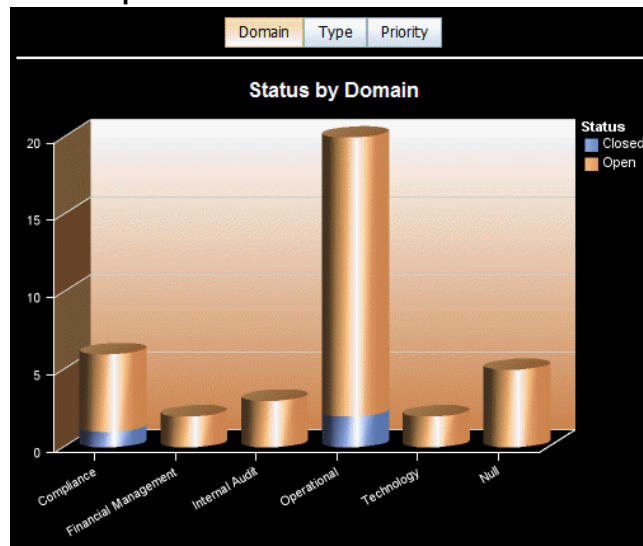 Domain Type Priority
Status by Domain
Status
Closed
Open
20
15
10
5
0
Compliance
Financial Management
Internal Audit
Operational
Technology
Null